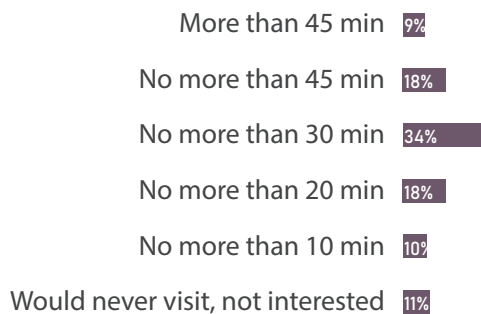 More than 45 min 9%
No more than 45 min 18%
No more than 30 min 34%
No more than 20 min 18%
No more than 10 min 10%
Would never visit, not interested 11%